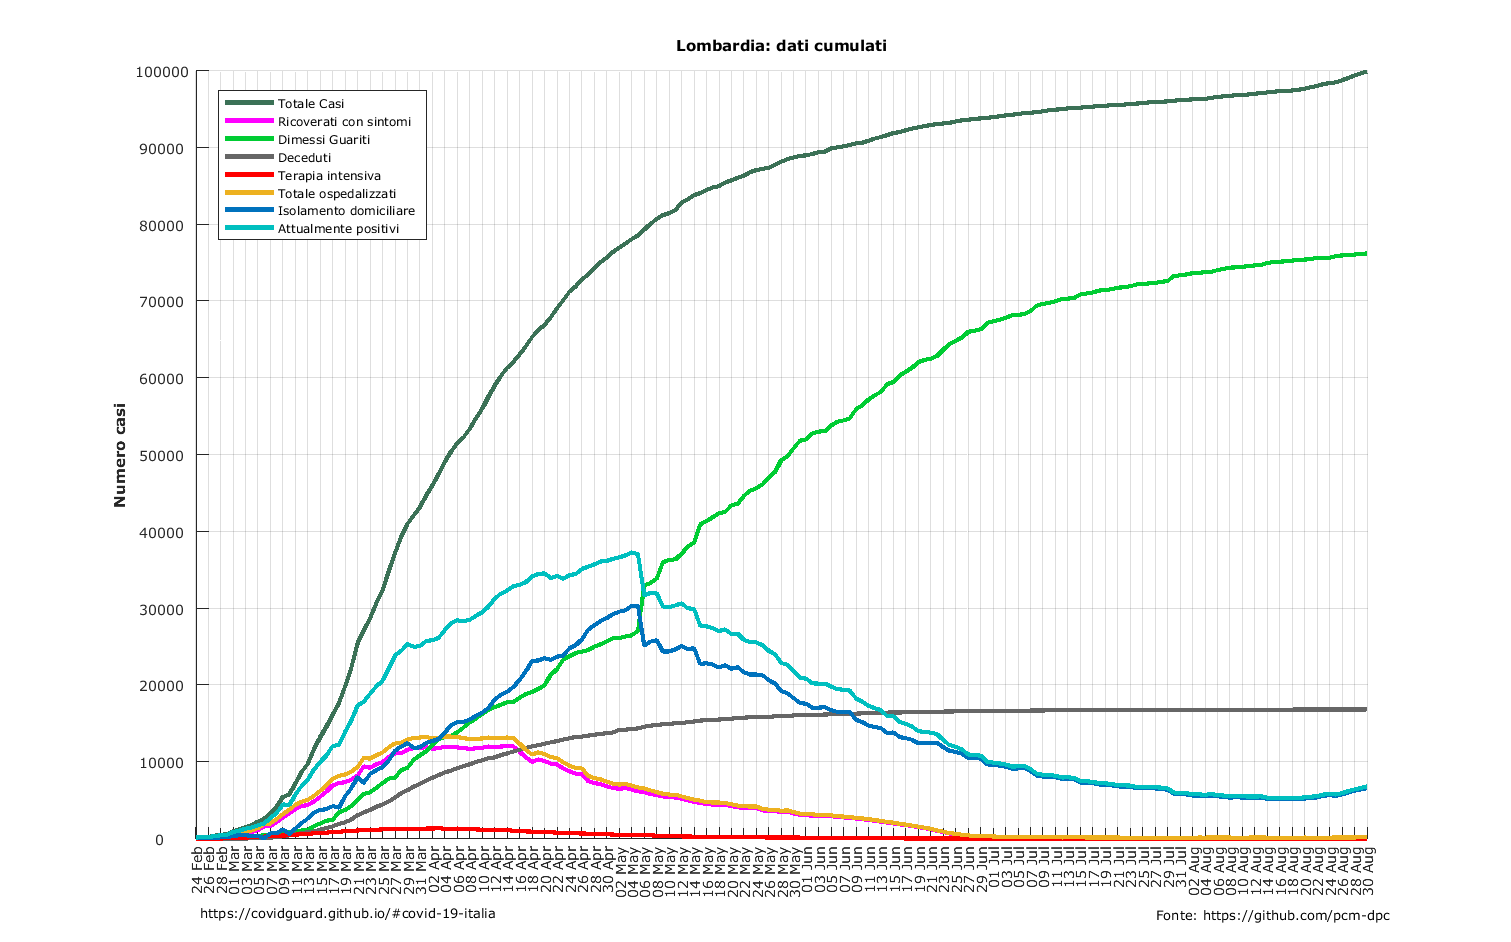 Lombardia: dati cumulati
Numero casi
100000
90000
80000
70000
60000
50000
40000
30000
20000
10000
0
Totale Casi
Ricoverati con sintomi
Dimessi Guariti
Deceduti
Terapia intensiva
Totale ospedalizzati
Isolamento domiciliare
Attualmente positivi
24 Feb
26 Feb
28 Feb
01 Mar
03 Mar
05 Mar
07 Mar
09 Mar
11 Mar
13 Mar
15 Mar
17 Mar
19 Mar
21 Mar
23 Mar
25 Mar
27 Mar
29 Mar
31 Mar
02 Apr
04 Apr
06 Apr
08 Apr
10 Apr
12 Apr
14 Apr
16 Apr
18 Apr
20 Apr
22 Apr
24 Apr
26 Apr
28 Apr
30 Apr
02 May
04 May
06 May
08 May
10 May
12 May
14 May
16 May
18 May
20 May
22 May
24 May
26 May
28 May
30 May
01 Jun
03 Jun
05 Jun
07 Jun
09 Jun
11 Jun
13 Jun
15 Jun
17 Jun
19 Jun
21 Jun
23 Jun
25 Jun
27 Jun
29 Jun
01 Jul
03 Jul
05 Jul
07 Jul
09 Jul
11 Jul
13 Jul
15 Jul
17 Jul
19 Jul
21 Jul
23 Jul
25 Jul
27 Jul
29 Jul
31 Jul
02 Aug
04 Aug
06 Aug
08 Aug
10 Aug
12 Aug
14 Aug
16 Aug
18 Aug
20 Aug
22 Aug
24 Aug
26 Aug
28 Aug
30 Aug
https://covidguard.github.io/#covid-19-italia
Fonte: https://github.com/pcm-dpc